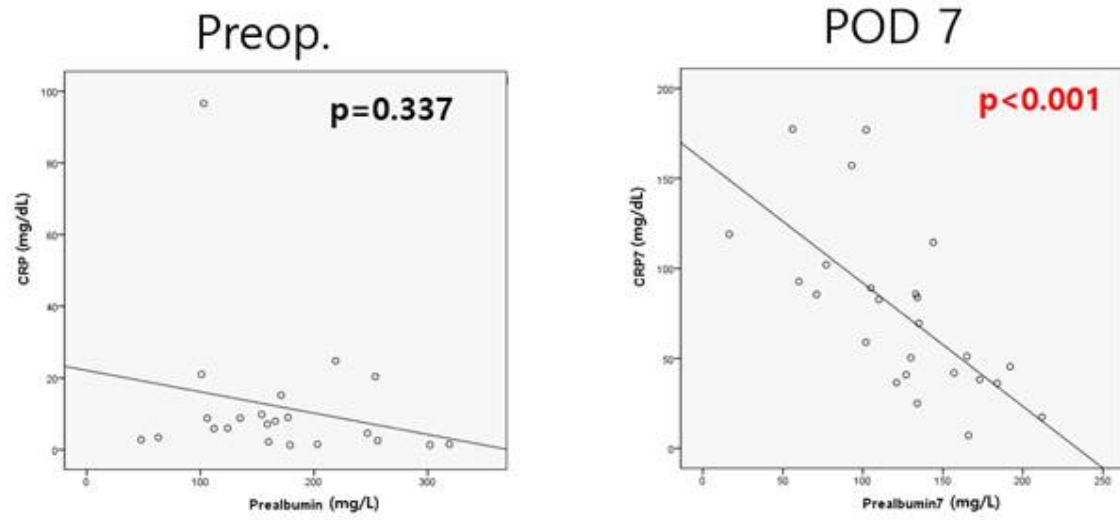 Preop.
p=0.337
100
80
60
40
20
0
CRP (mg/dL)
0
100
200
300
Prealbumin (mg/L)
POD 7
p<0.001
200
150
100
50
0
CRP7 (mg/dL)
0
50
100
150
200
250
Prealbumin7 (mg/L)